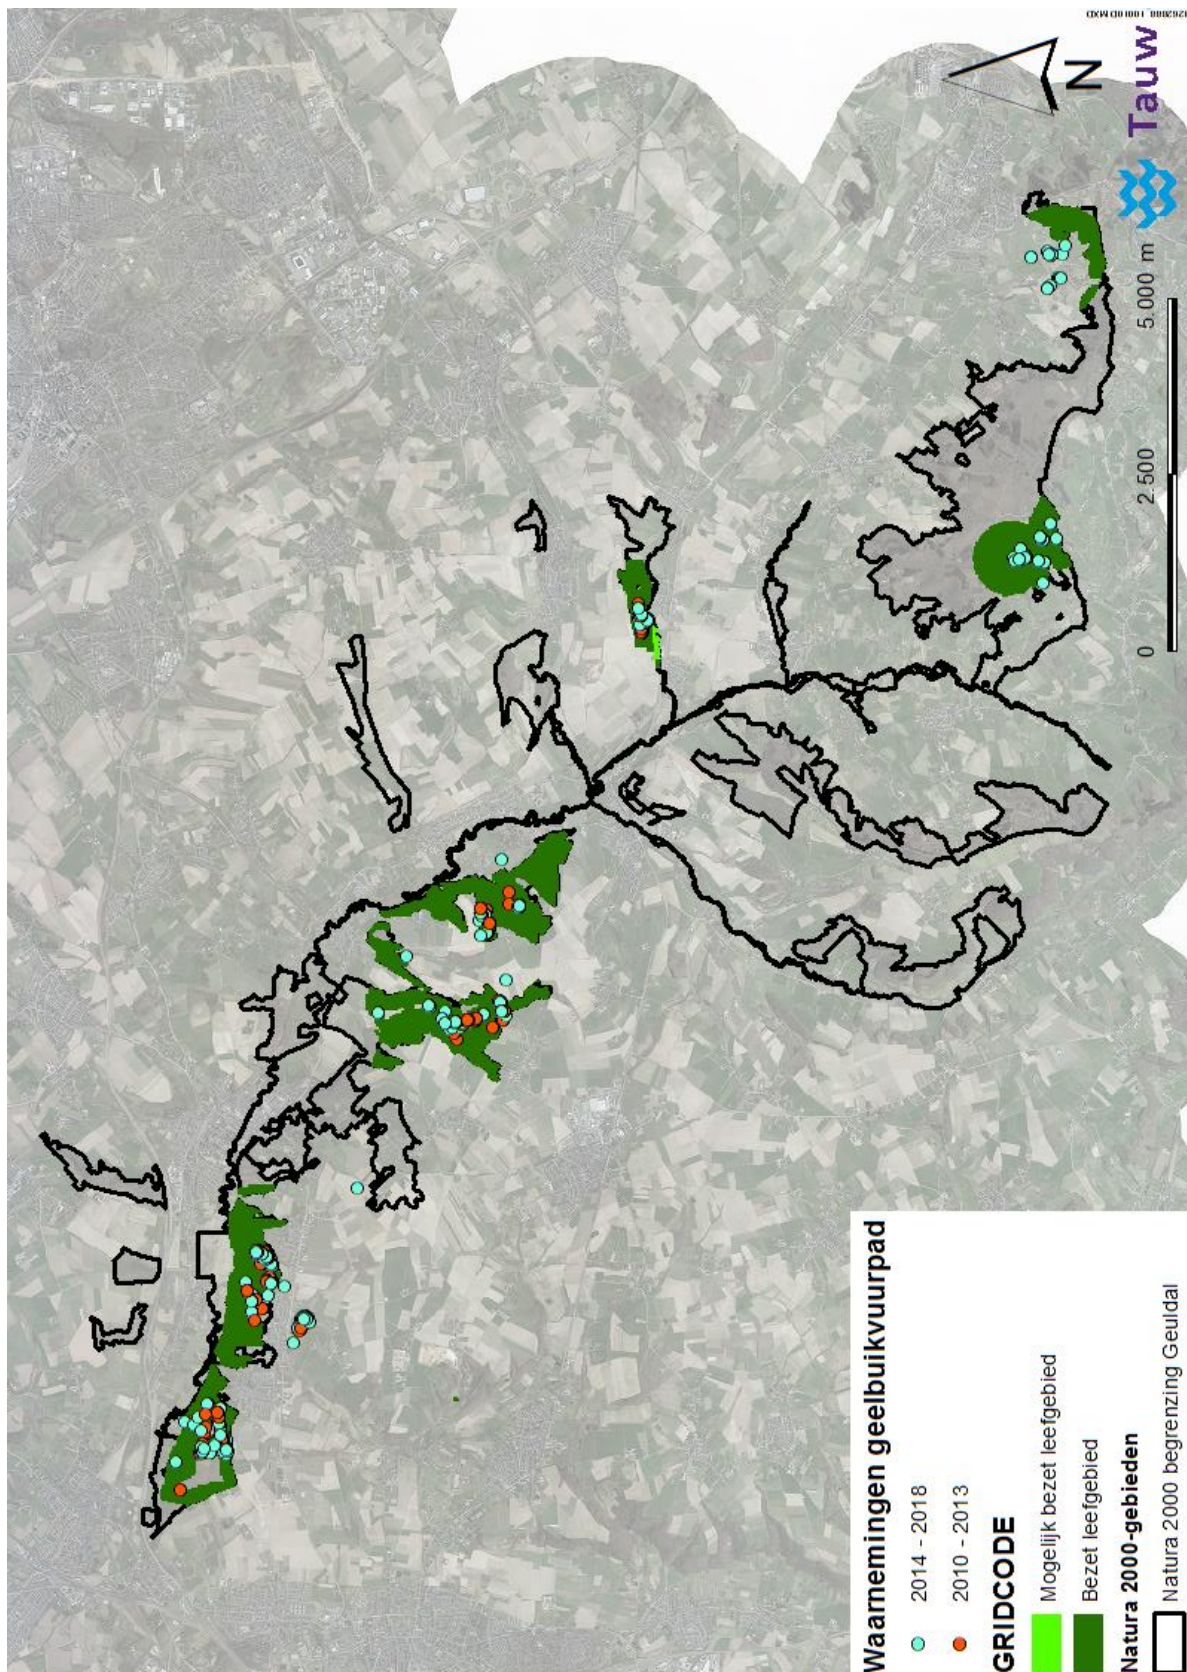 Waarnemingen geelbuikvuurpad
2014 - 2018
2010 - 2013
GRIDCODE
Mogelijk bezet leefgebied
Bezet leefgebied
Natura 2000-gebieden
Natura 2000 begrenzing Geuldal
0 2.500 5.000 m
N
Tauw